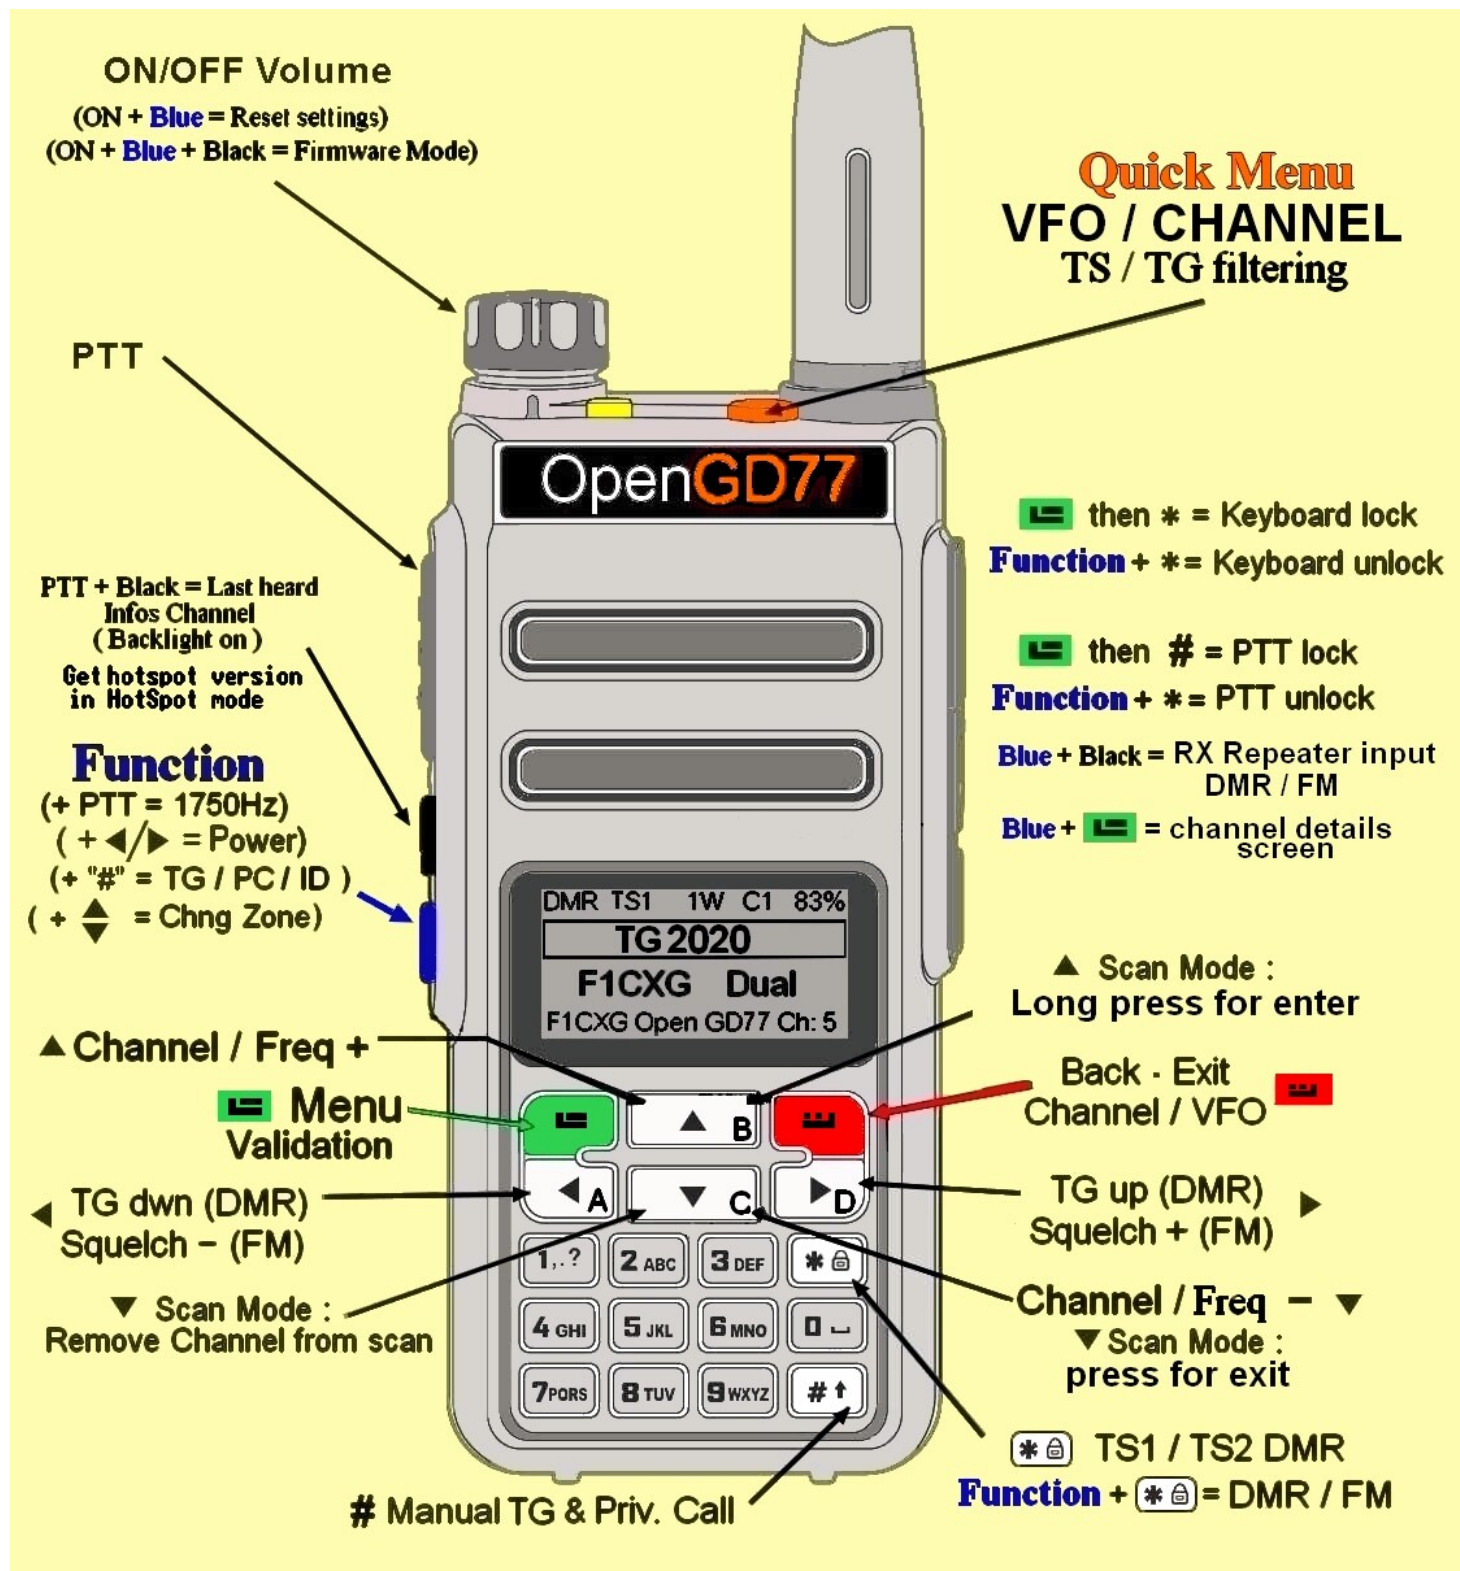 ON/OFF Volume
(ON + Blue = Reset settings)
(ON + Blue + Black = Firmware Mode)
Quick Menu
VFO / CHANNEL
TS / TG filtering
PTT
OpenGD77
then * = Keyboard lock
Function + * = Keyboard unlock
PTT + Black = Last heard
Infos Channel
( Backlight on )
Get hotspot version
in HotSpot mode
then # = PTT lock
Function + * = PTT unlock
Blue + Black = RX Repeater input
DMR / FM
Blue + = channel details
screen
Function
(+ PTT = 1750Hz)
( + ◀/▶ = Power)
(+ "#" = TG / PC / ID )
( + ▲▼ = Chng Zone)
DMR TS1 1W C1 83%
TG 2020
F1CXG Dual
F1CXG Open GD77 Ch: 5
▲ Scan Mode :
Long press for enter
▲ Channel / Freq +
Menu
Validation
Back - Exit
Channel / VFO
◀ TG dwn (DMR)
Squelch - (FM)
TG up (DMR) ▶
Squelch + (FM)
▲ B
◀ A
▼ C
▶ D
1,.? 2 ABC 3 DEF *
4 GHI 5 JKL 6 MNO 0
7 PQRS 8 TUV 9 WXYZ #
▼ Scan Mode :
Remove Channel from scan
Channel / Freq - ▼
▼ Scan Mode :
press for exit
* TS1 / TS2 DMR
Function + * = DMR / FM
# Manual TG & Priv. Call